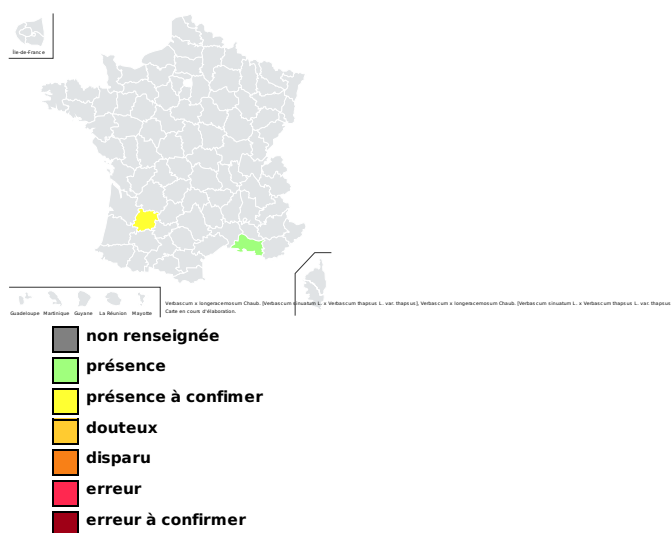 Île-de-France
Guadeloupe Martinique Guyane La Réunion Mayotte
Verbascum x longeracemosum Chaub. [Verbascum sinuatum L. x Verbascum thapsus L. var. thapsus], Verbascum x longeracemosum Chaub. [Verbascum sinuatum L. x Verbascum thapsus L. var. thapsus
Carte en cours d'élaboration.
non renseignée
présence
présence à confimer
douteux
disparu
erreur
erreur à confirmer